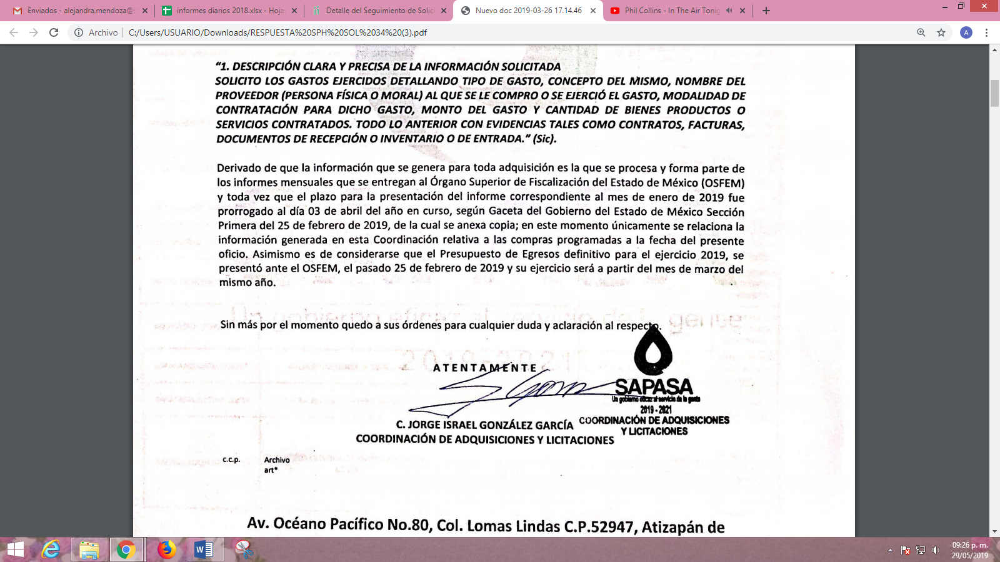 Enviados - alejandra.mendoza@i
informes diarios 2018.xlsx - Hoja
Detalle del Seguimiento de Solic
Nuevo doc 2019-03-26 17.14.46
Phil Collins - In The Air Tonig
Archivo
C:/Users/USUARIO/Downloads/RESPUESTA%20SPH%20SOL%2034%20(3).pdf
A
“1. DESCRIPCIÓN CLARA Y PRECISA DE LA INFORMACIÓN SOLICITADA
SOLICITO LOS GASTOS EJERCIDOS DETALLANDO TIPO DE GASTO, CONCEPTO DEL MISMO, NOMBRE DEL
PROVEEDOR (PERSONA FÍSICA O MORAL) AL QUE SE LE COMPRO O SE EJERCIÓ EL GASTO, MODALIDAD DE
CONTRATACIÓN PARA DICHO GASTO, MONTO DEL GASTO Y CANTIDAD DE BIENES PRODUCTOS O
SERVICIOS CONTRATADOS. TODO LO ANTERIOR CON EVIDENCIAS TALES COMO CONTRATOS, FACTURAS,
DOCUMENTOS DE RECEPCIÓN O INVENTARIO O DE ENTRADA.” (Sic).
Derivado de que la información que se genera para toda adquisición es la que se procesa y forma parte de
los informes mensuales que se entregan al Órgano Superior de Fiscalización del Estado de México (OSFEM)
y toda vez que el plazo para la presentación del informe correspondiente al mes de enero de 2019 fue
prorrogado al día 03 de abril del año en curso, según Gaceta del Gobierno del Estado de México Sección
Primera del 25 de febrero de 2019, de la cual se anexa copia; en este momento únicamente se relaciona la
información generada en esta Coordinación relativa a las compras programadas a la fecha del presente
oficio. Asimismo es de considerarse que el Presupuesto de Egresos definitivo para el ejercicio 2019, se
presentó ante el OSFEM, el pasado 25 de febrero de 2019 y su ejercicio será a partir del mes de marzo del
mismo año.
Un gobierno eficaz al servicio de la gente
Sin más por el momento quedo a sus órdenes para cualquier duda y aclaración al respecto.
2019-2021
ATENTAMENTE
SAPASA
Un gobierno eficaz al servicio de la gente
2019 - 2021
COORDINACIÓN DE ADQUISICIONES
Y LICITACIONES
C. JORGE ISRAEL GONZÁLEZ GARCÍA
COORDINACIÓN DE ADQUISICIONES Y LICITACIONES
c.c.p. Archivo
art*
Av. Océano Pacífico No.80, Col. Lomas Lindas C.P.52947, Atizapán de
09:26 p. m.
29/05/2019